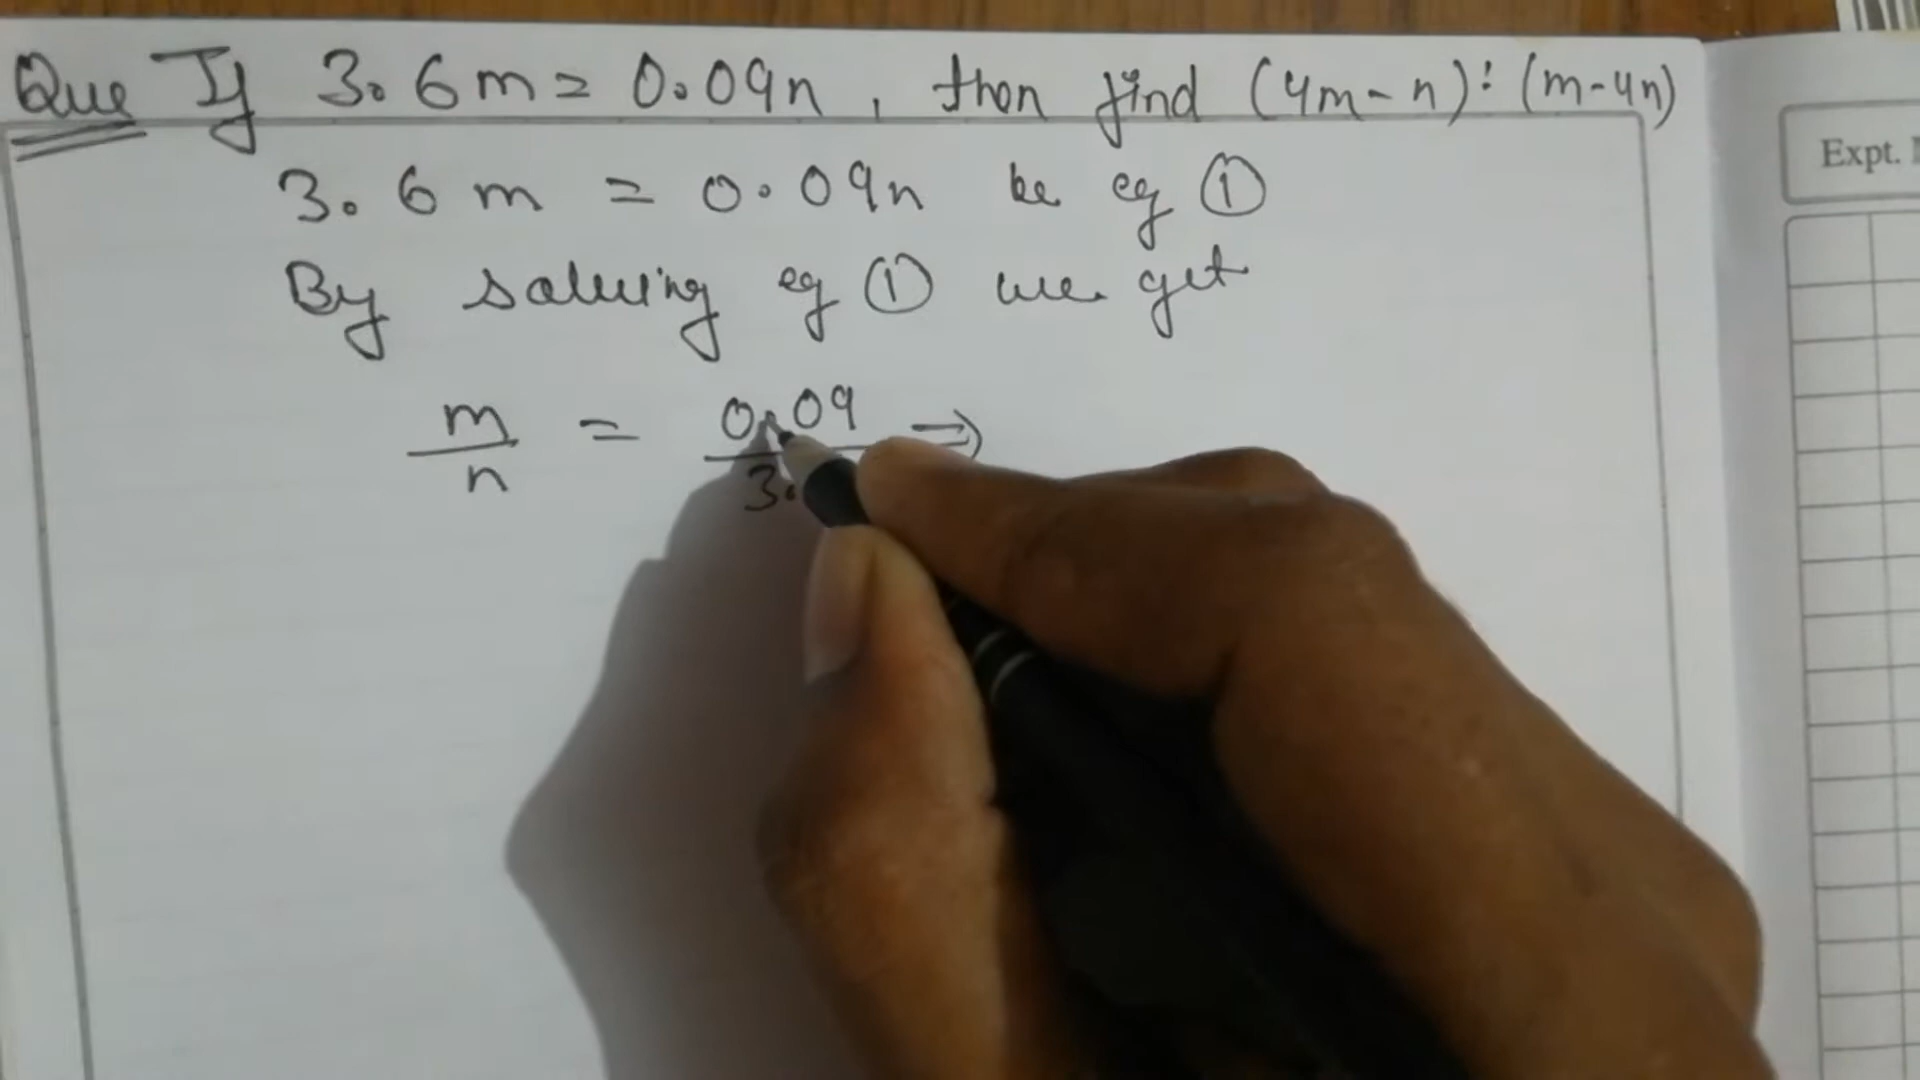 Que If 3.6m = 0.09n, then find (4m-n):(m-4n)
3.6m = 0.09n be eq ①
By solving eq ① we get
m/n = 0.09/3. ⇒
Expt.